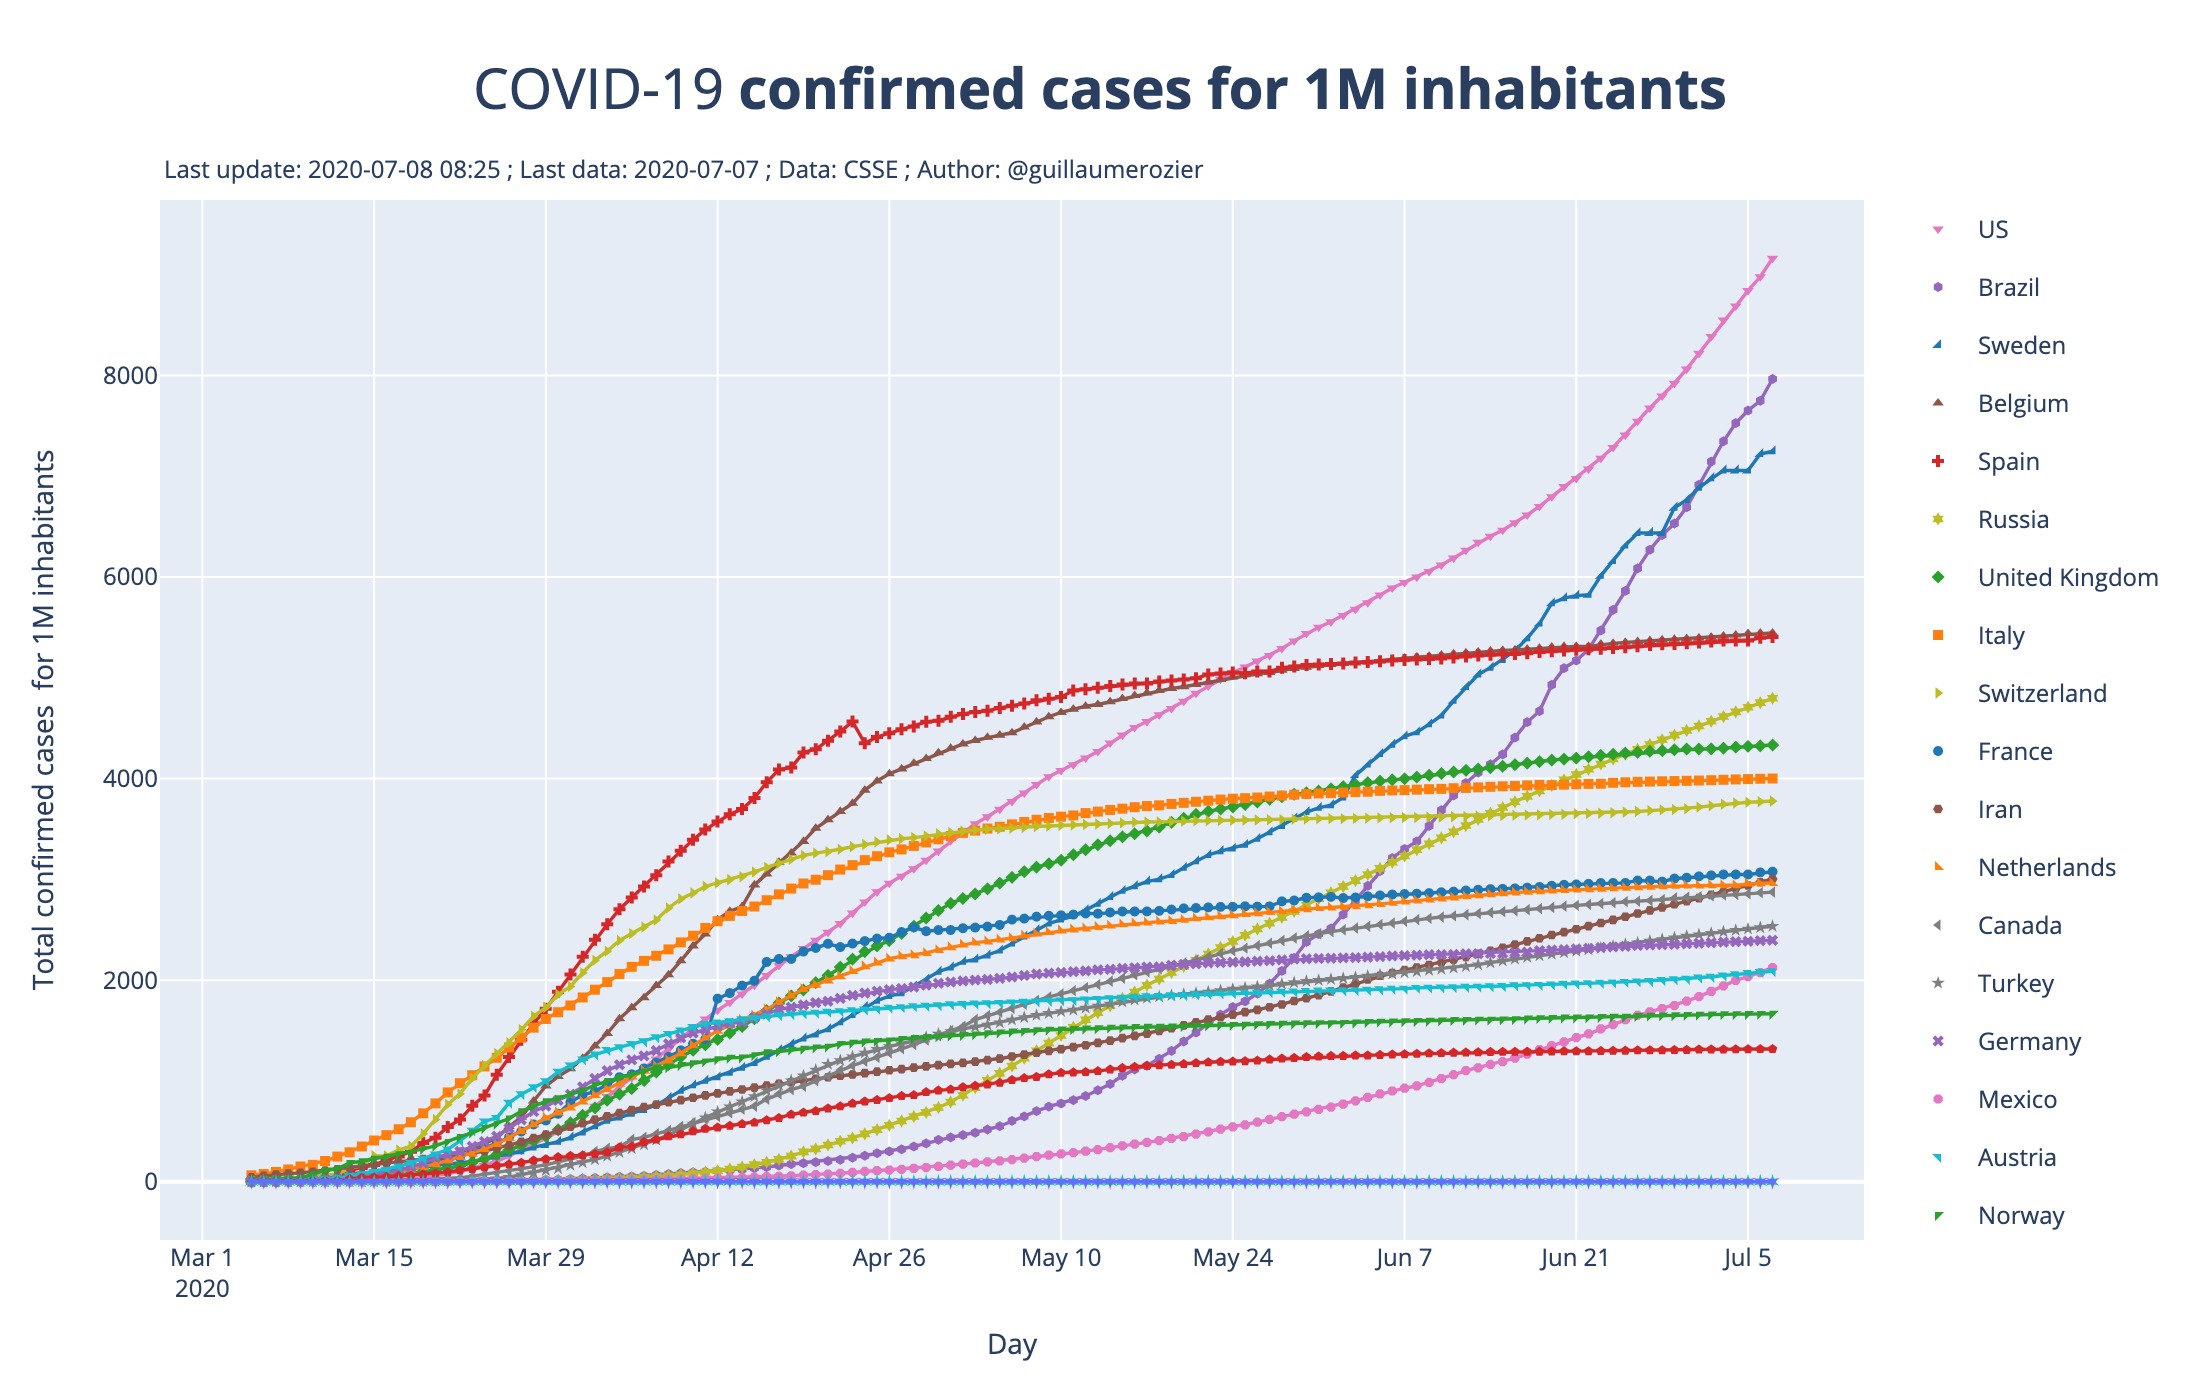 COVID-19 confirmed cases for 1M inhabitants
Last update: 2020-07-08 08:25 ; Last data: 2020-07-07 ; Data: CSSE ; Author: @guillaumerozier
Total confirmed cases for 1M inhabitants
8000
6000
4000
2000
0
Mar 1
2020
Mar 15
Mar 29
Apr 12
Apr 26
May 10
May 24
Jun 7
Jun 21
Jul 5
Day
US
Brazil
Sweden
Belgium
Spain
Russia
United Kingdom
Italy
Switzerland
France
Iran
Netherlands
Canada
Turkey
Germany
Mexico
Austria
Norway